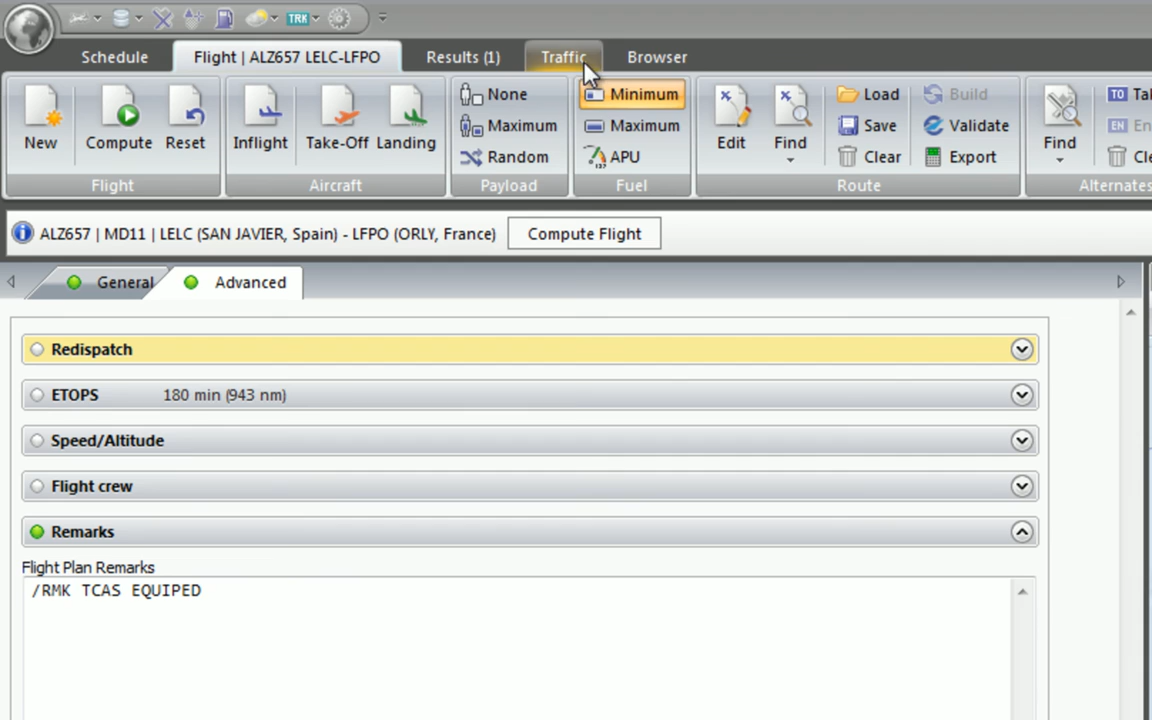 TRK
Schedule Flight | ALZ657 LELC-LFPO Results (1) Traffic Browser
New Compute Reset Inflight Take-Off Landing
None
Maximum
Random
Minimum
Maximum
APU
Edit Find
Load
Save
Clear
Build
Validate
Export
Find
TO
EN
Flight Aircraft Payload Fuel Route Alternates
ALZ657 | MD11 | LELC (SAN JAVIER, Spain) - LFPO (ORLY, France) Compute Flight
General Advanced
Redispatch
ETOPS 180 min (943 nm)
Speed/Altitude
Flight crew
Remarks
Flight Plan Remarks
/RMK TCAS EQUIPED